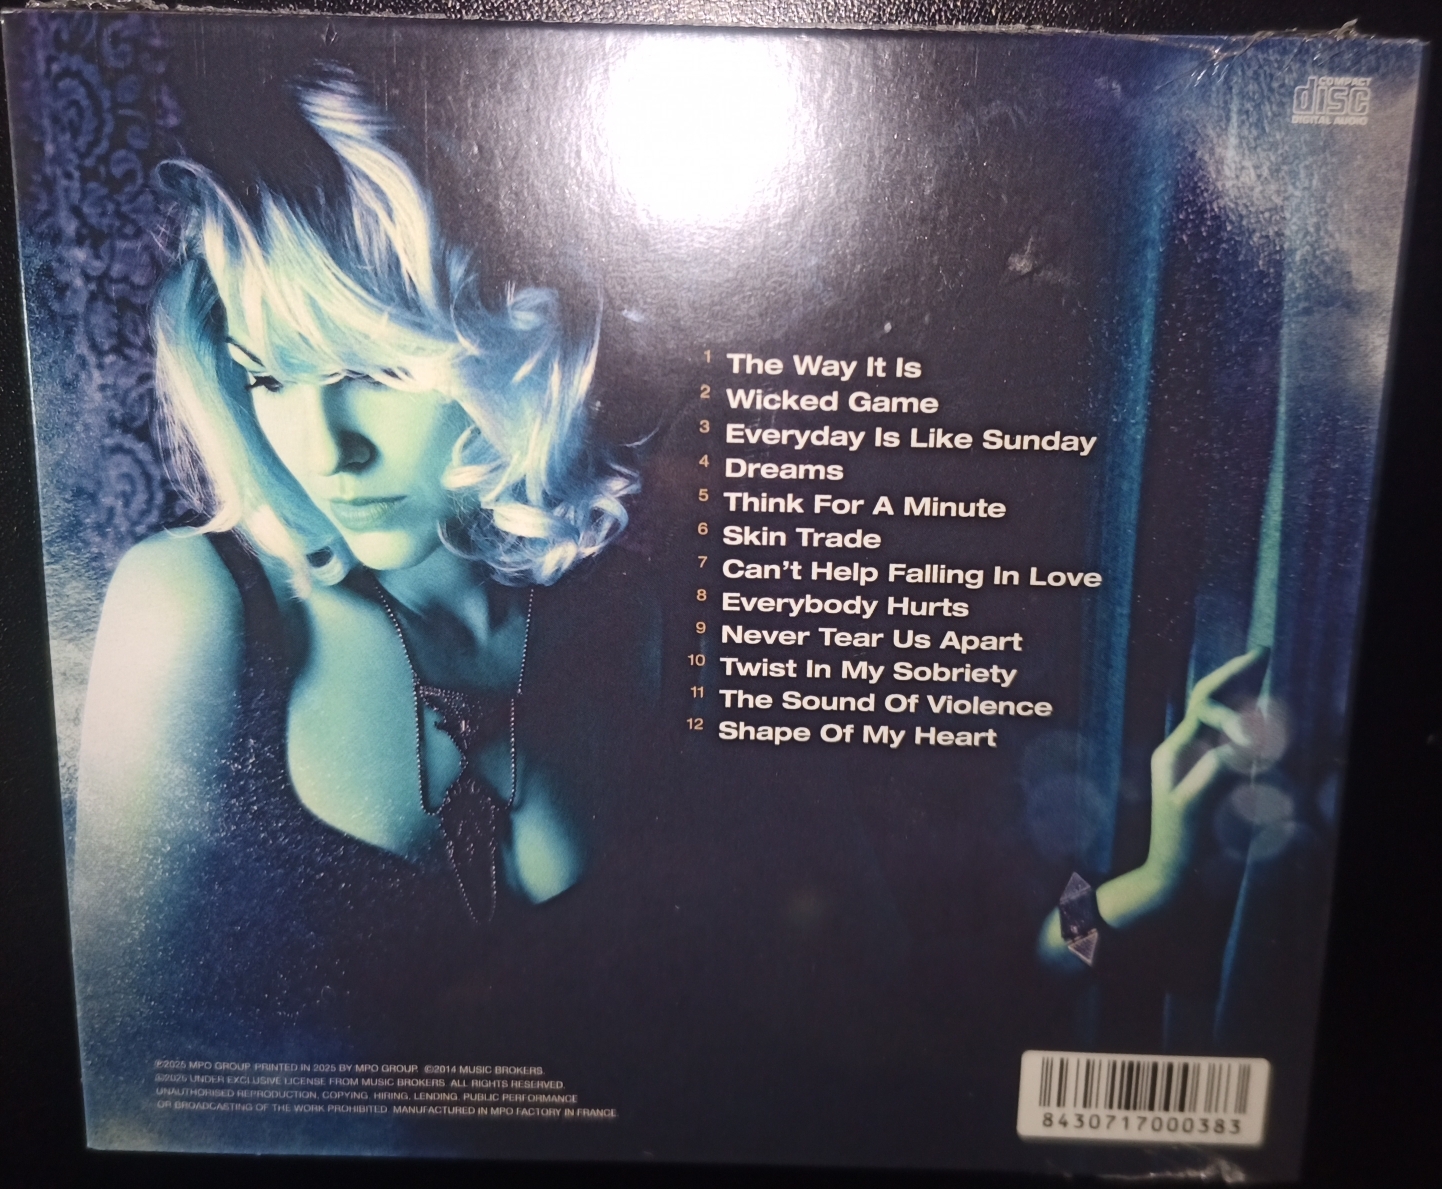 COMPACT
disc
DIGITAL AUDIO
1 The Way It Is
2 Wicked Game
3 Everyday Is Like Sunday
4 Dreams
5 Think For A Minute
6 Skin Trade
7 Can't Help Falling In Love
8 Everybody Hurts
9 Never Tear Us Apart
10 Twist In My Sobriety
11 The Sound Of Violence
12 Shape Of My Heart
℗2025 MPO GROUP. PRINTED IN 2025 BY MPO GROUP. ©2014 MUSIC BROKERS.
2025 UNDER EXCLUSIVE LICENSE FROM MUSIC BROKERS. ALL RIGHTS RESERVED.
UNAUTHORISED REPRODUCTION, COPYING, HIRING, LENDING, PUBLIC PERFORMANCE
OR BROADCASTING OF THE WORK PROHIBITED. MANUFACTURED IN MPO FACTORY IN FRANCE.
8430717000383